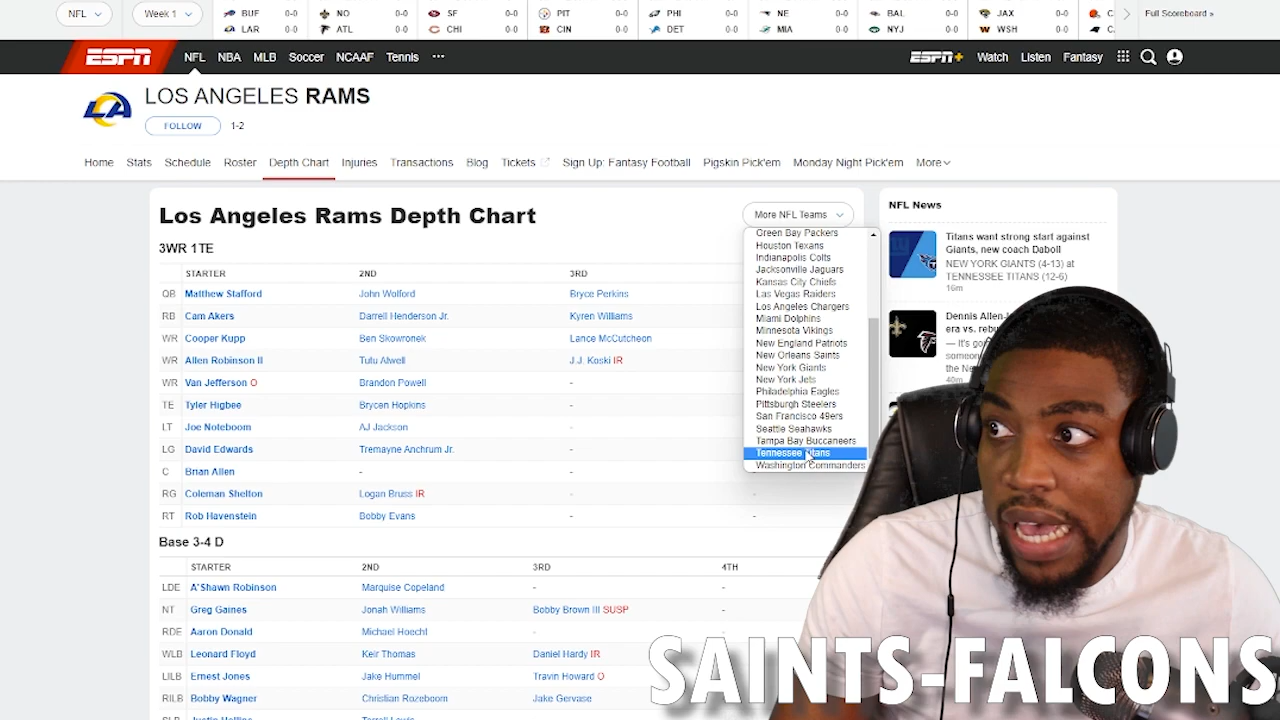 NFL Week 1 BUF 0-0 NO 0-0 SF 0-0 PIT 0-0 PHI 0-0 NE 0-0 BAL 0-0 JAX 0-0 Full Scoreboard »
LAR 0-0 ATL 0-0 CHI 0-0 CIN 0-0 DET 0-0 MIA 0-0 NYJ 0-0 WSH 0-0
ESPN NFL NBA MLB Soccer NCAAF Tennis ••• ESPN+ Watch Listen Fantasy
LOS ANGELES RAMS
FOLLOW 1-2
Home Stats Schedule Roster Depth Chart Injuries Transactions Blog Tickets Sign Up: Fantasy Football Pigskin Pick'em Monday Night Pick'em More
Los Angeles Rams Depth Chart
More NFL Teams
Green Bay Packers
Houston Texans
Indianapolis Colts
Jacksonville Jaguars
Kansas City Chiefs
Las Vegas Raiders
Los Angeles Chargers
Miami Dolphins
Minnesota Vikings
New England Patriots
New Orleans Saints
New York Giants
New York Jets
Philadelphia Eagles
Pittsburgh Steelers
San Francisco 49ers
Seattle Seahawks
Tampa Bay Buccaneers
Tennessee Titans
Washington Commanders
3WR 1TE
STARTER 2ND 3RD
QB Matthew Stafford John Wolford Bryce Perkins
RB Cam Akers Darrell Henderson Jr. Kyren Williams
WR Cooper Kupp Ben Skowronek Lance McCutcheon
WR Allen Robinson II Tutu Atwell J.J. Koski IR
WR Van Jefferson O Brandon Powell -
TE Tyler Higbee Brycen Hopkins -
LT Joe Noteboom AJ Jackson -
LG David Edwards Tremayne Anchrum Jr. -
C Brian Allen - - -
RG Coleman Shelton Logan Bruss IR - -
RT Rob Havenstein Bobby Evans - -
Base 3-4 D
STARTER 2ND 3RD 4TH
LDE A'Shawn Robinson Marquise Copeland - -
NT Greg Gaines Jonah Williams Bobby Brown III SUSP -
RDE Aaron Donald Michael Hoecht - -
WLB Leonard Floyd Keir Thomas Daniel Hardy IR
LILB Ernest Jones Jake Hummel Travin Howard O
RILB Bobby Wagner Christian Rozeboom Jake Gervase
SLB Justin Hollins Terrell Lewis
NFL News
Titans want strong start against
Giants, new coach Daboll
NEW YORK GIANTS (4-13) at
TENNESSEE TITANS (12-6)
16m
Dennis Allen-
era vs. rebu
— It's go
someon
the Ne
40m
SAINTS-FALCONS